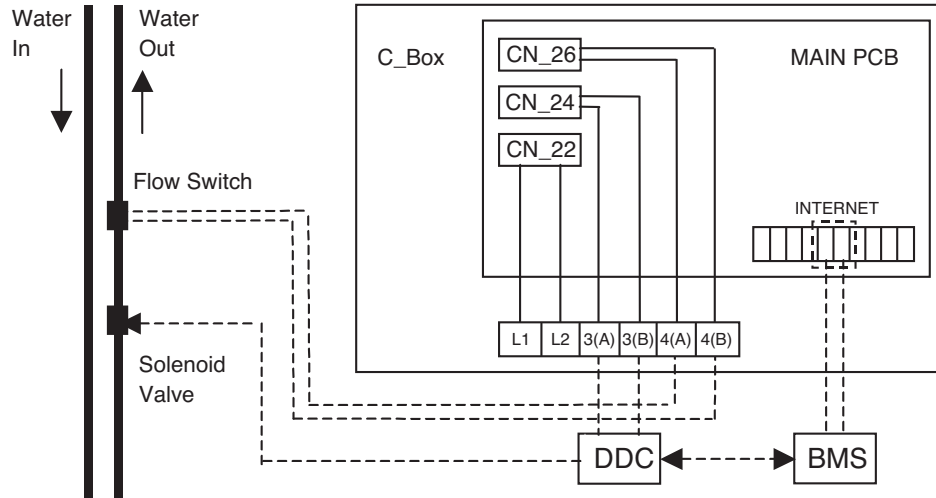 Water
In
Water
Out
C_Box
CN_26
MAIN PCB
CN_24
CN_22
Flow Switch
INTERNET
L1 L2 3(A) 3(B) 4(A) 4(B)
Solenoid
Valve
DDC
BMS